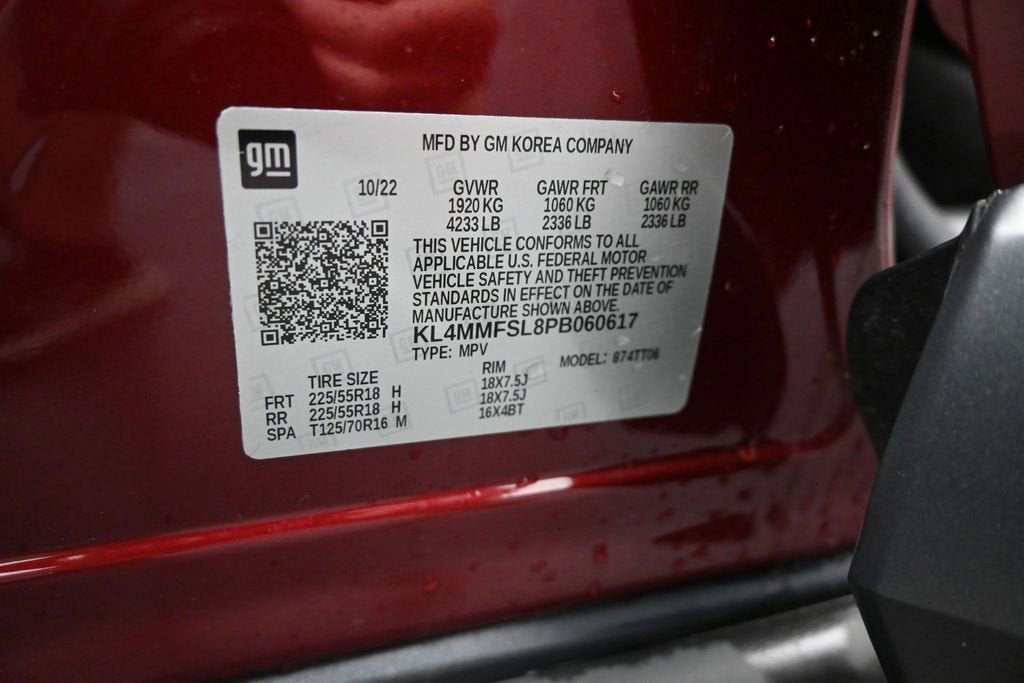 gm
MFD BY GM KOREA COMPANY
10/22 GVWR GAWR FRT GAWR RR
1920 KG 1060 KG 1060 KG
4233 LB 2336 LB 2336 LB
THIS VEHICLE CONFORMS TO ALL
APPLICABLE U.S. FEDERAL MOTOR
VEHICLE SAFETY AND THEFT PREVENTION
STANDARDS IN EFFECT ON THE DATE OF
MANUFACTURE SHOWN ABOVE.
KL4MMFSL8PB060617
TYPE: MPV MODEL: 874TT06
TIRE SIZE RIM
FRT 225/55R18 H 18X7.5J
RR 225/55R18 H 18X7.5J
SPA T125/70R16 M 16X4BT